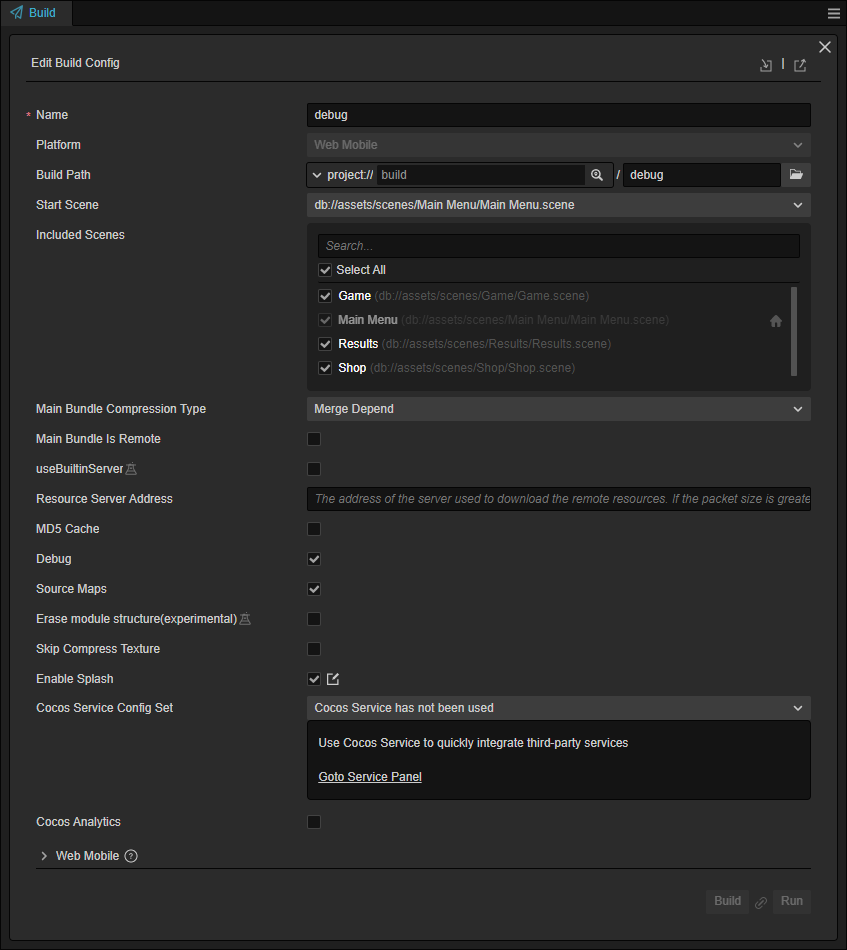 Build
Edit Build Config
* Name debug
Platform Web Mobile
Build Path project:// build / debug
Start Scene db://assets/scenes/Main Menu/Main Menu.scene
Included Scenes
Search...
Select All
Game (db://assets/scenes/Game/Game.scene)
Main Menu (db://assets/scenes/Main Menu/Main Menu.scene)
Results (db://assets/scenes/Results/Results.scene)
Shop (db://assets/scenes/Shop/Shop.scene)
Main Bundle Compression Type Merge Depend
Main Bundle Is Remote
useBuiltinServer
Resource Server Address The address of the server used to download the remote resources. If the packet size is greate
MD5 Cache
Debug
Source Maps
Erase module structure(experimental)
Skip Compress Texture
Enable Splash
Cocos Service Config Set Cocos Service has not been used
Use Cocos Service to quickly integrate third-party services
Goto Service Panel
Cocos Analytics
Web Mobile ?
Build Run